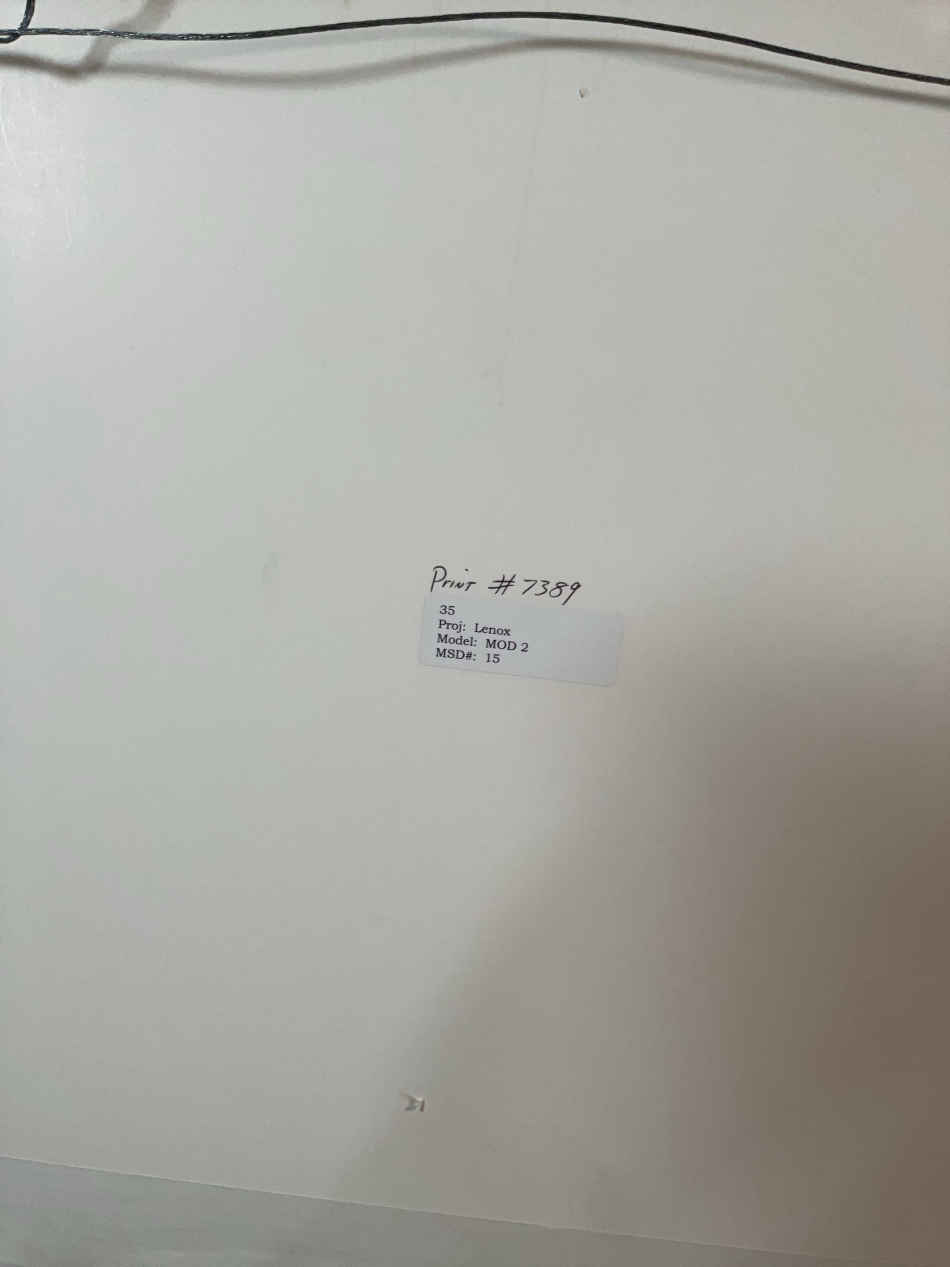 Print #7389
35
Proj: Lenox
Model: MOD 2
MSD#: 15